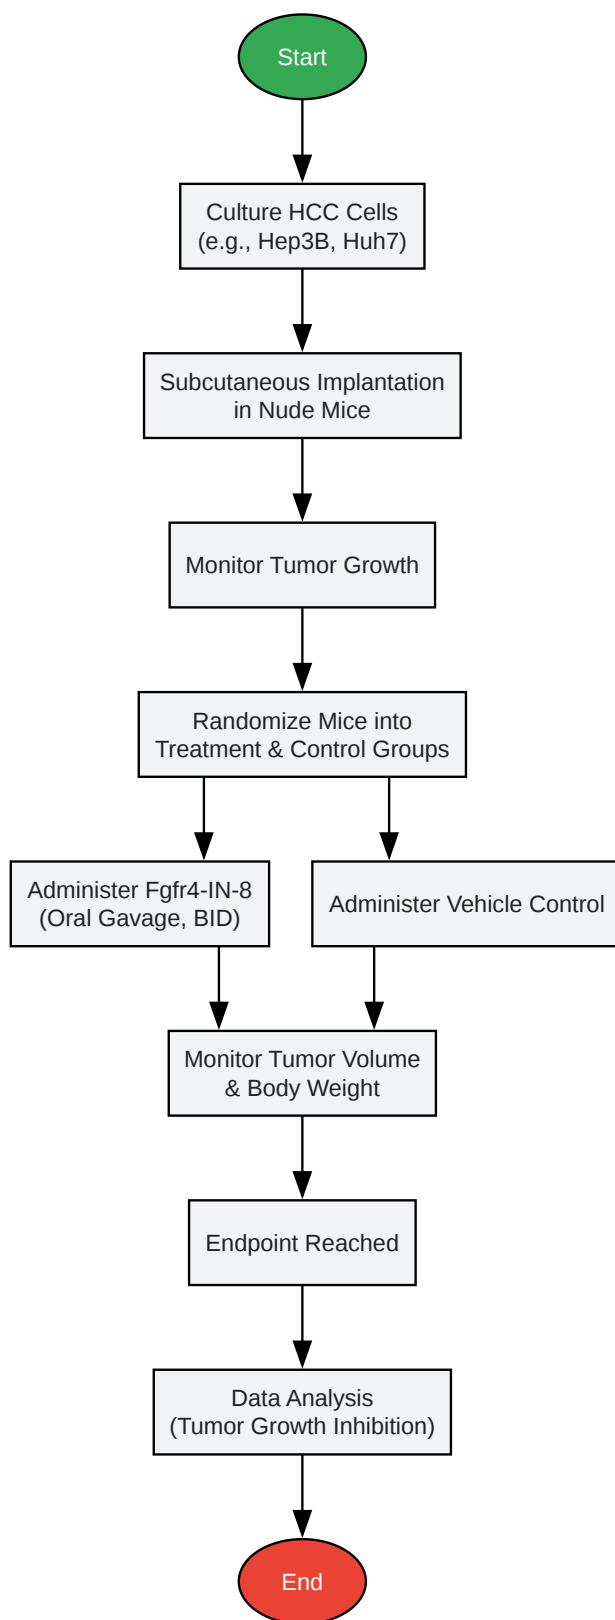 Start
Culture HCC Cells
(e.g., Hep3B, Huh7)
Subcutaneous Implantation
in Nude Mice
Monitor Tumor Growth
Randomize Mice into
Treatment & Control Groups
Administer Fgfr4-IN-8
(Oral Gavage, BID)
Administer Vehicle Control
Monitor Tumor Volume
& Body Weight
Endpoint Reached
Data Analysis
(Tumor Growth Inhibition)
End